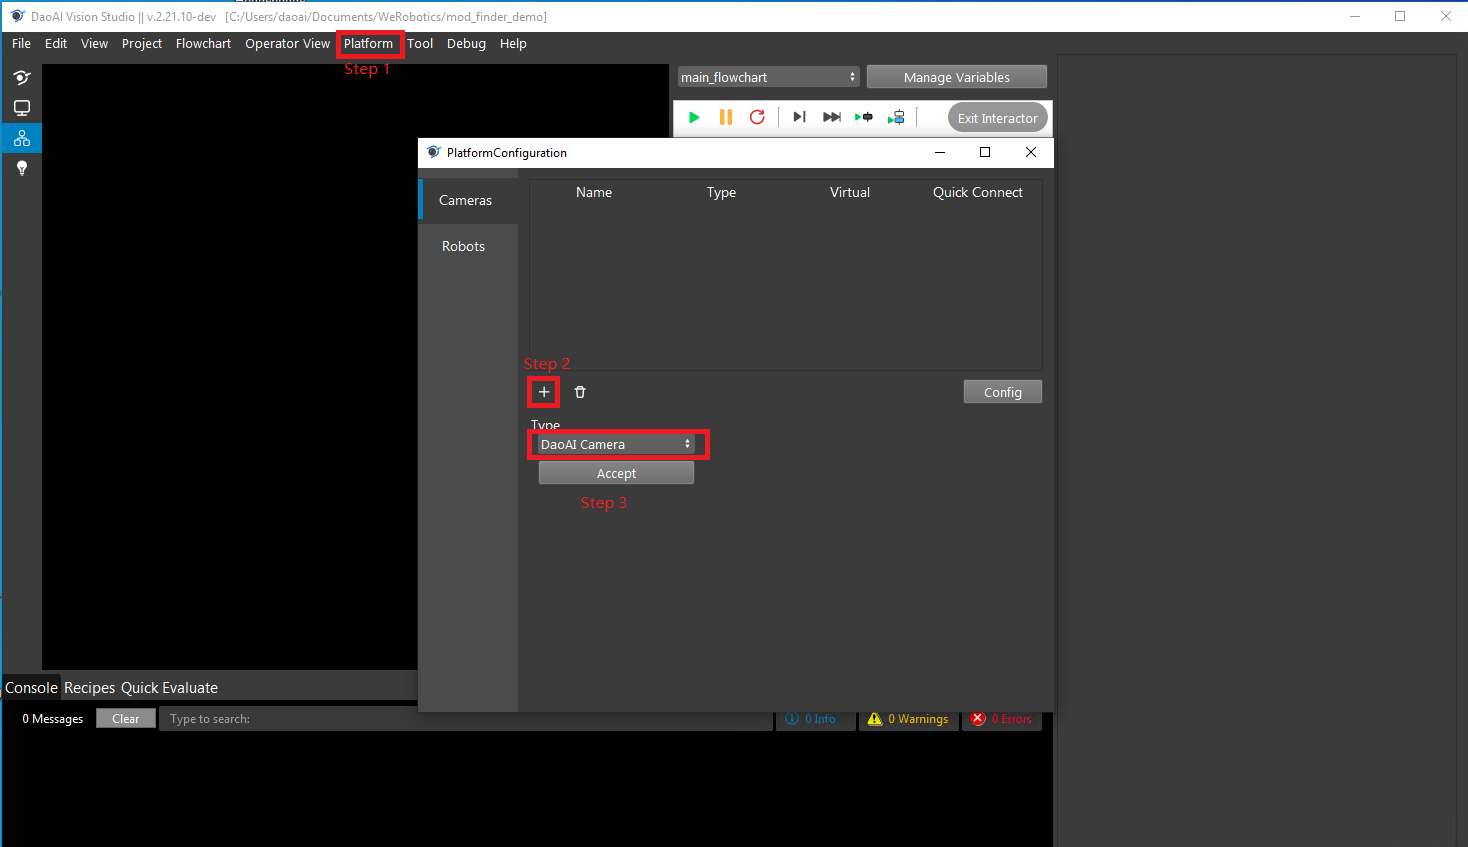 DaoAI Vision Studio || v.2.21.10-dev [C:/Users/daoai/Documents/WeRobotics/mod_finder_demo]
File Edit View Project Flowchart Operator View Platform Tool Debug Help
Step 1
main_flowchart Manage Variables
Exit Interactor
PlatformConfiguration
Cameras
Robots
Name Type Virtual Quick Connect
Step 2
+ Config
Type
DaoAI Camera
Accept
Step 3
Console Recipes Quick Evaluate
0 Messages Clear Type to search: 0 Info 0 Warnings 0 Errors